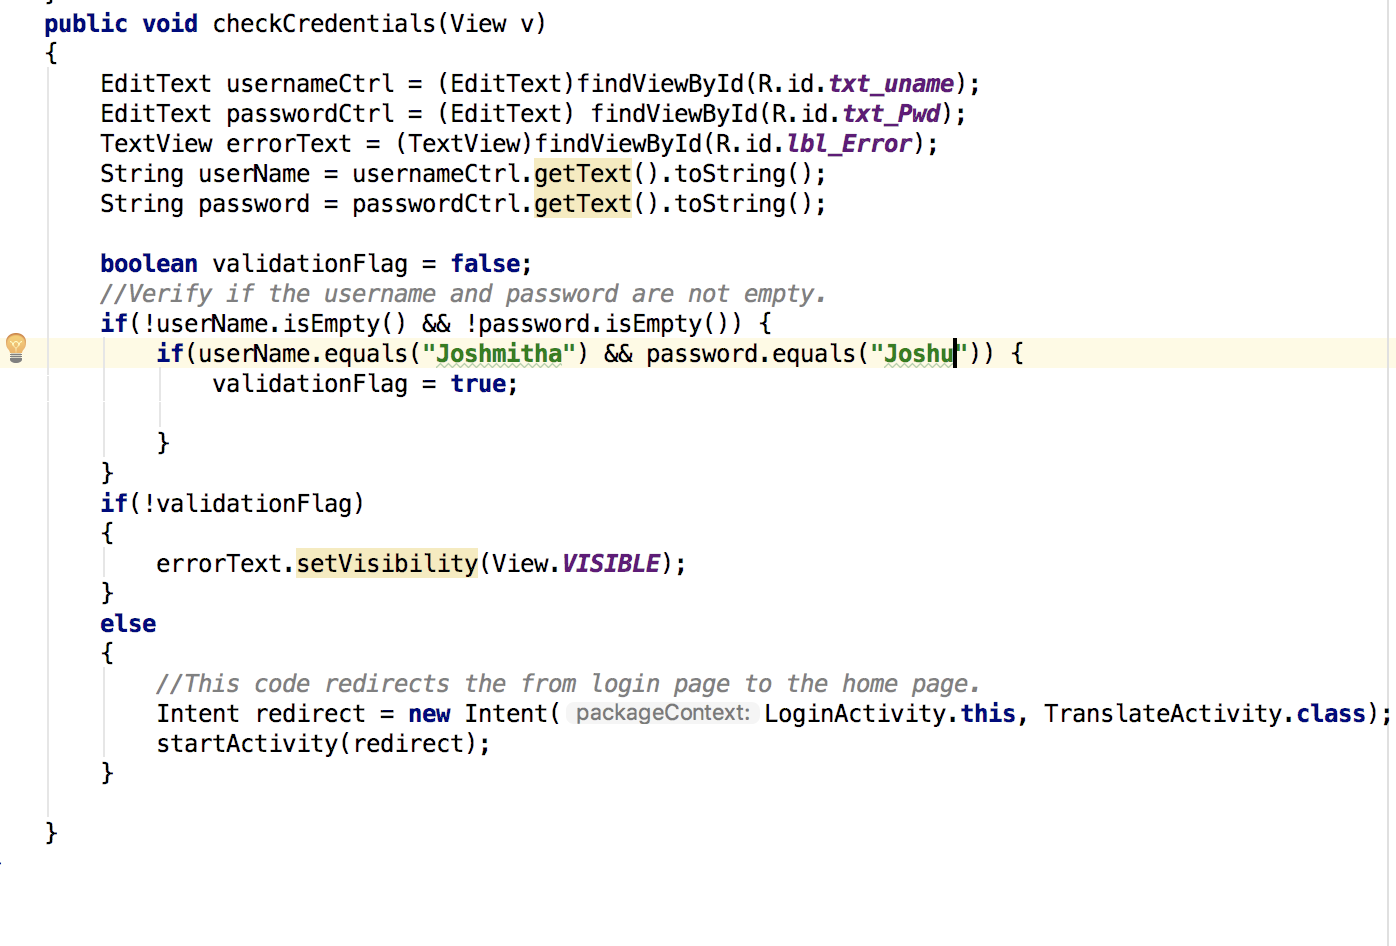 public void checkCredentials(View v)
{
EditText usernameCtrl = (EditText)findViewById(R.id.txt_uname);
EditText passwordCtrl = (EditText) findViewById(R.id.txt_Pwd);
TextView errorText = (TextView)findViewById(R.id.lbl_Error);
String userName = usernameCtrl.getText().toString();
String password = passwordCtrl.getText().toString();
boolean validationFlag = false;
//Verify if the username and password are not empty.
if(!userName.isEmpty() && !password.isEmpty()) {
if(userName.equals("Joshmitha") && password.equals("Joshu")) {
validationFlag = true;
}
}
if(!validationFlag)
{
errorText.setVisibility(View.VISIBLE);
}
else
{
//This code redirects the from login page to the home page.
Intent redirect = new Intent( packageContext: LoginActivity.this, TranslateActivity.class);
startActivity(redirect);
}
}